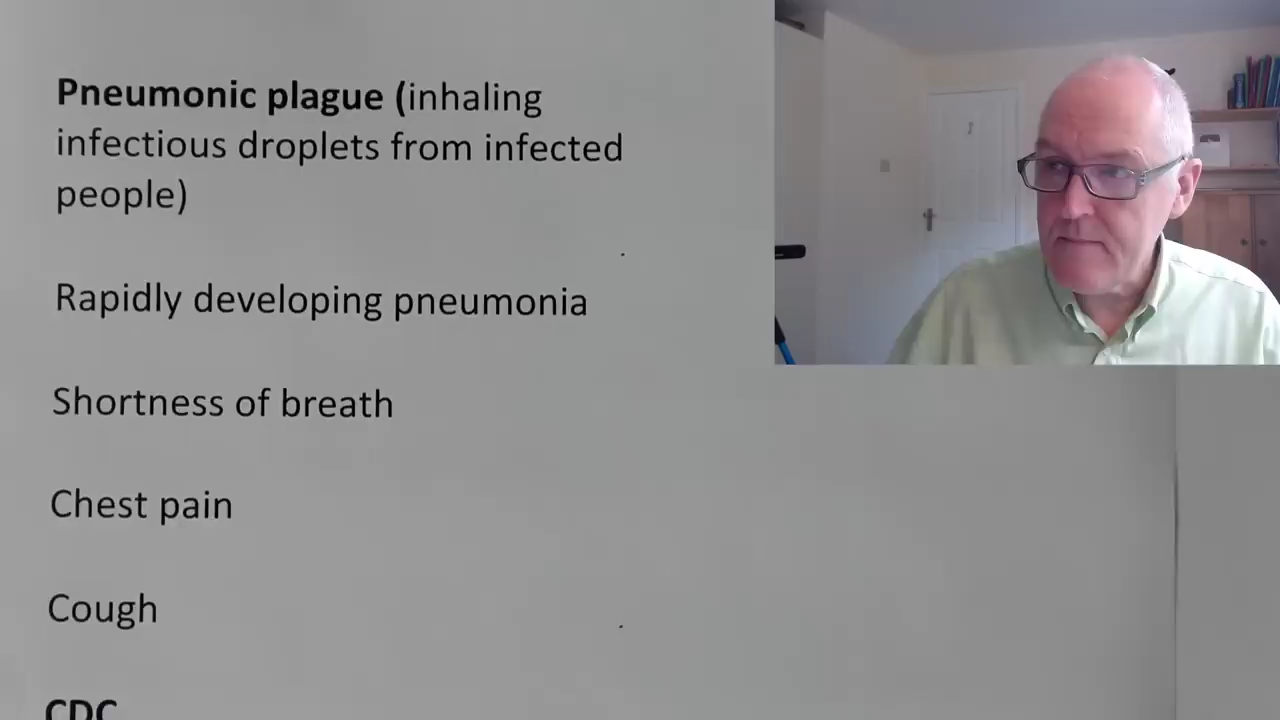 Pneumonic plague (inhaling
infectious droplets from infected
people)
Rapidly developing pneumonia
Shortness of breath
Chest pain
Cough
CDC